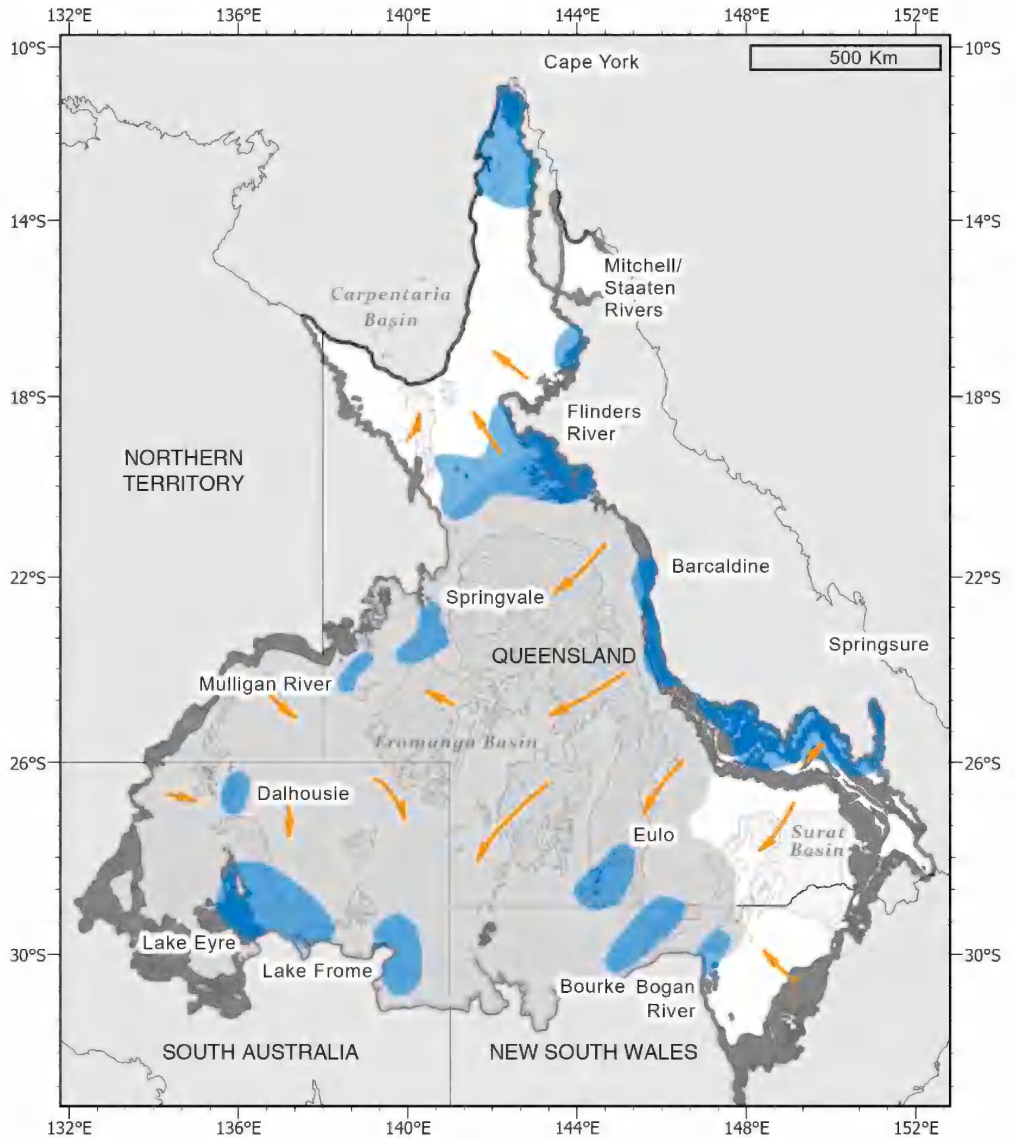 132°E 136°E 140°E 144°E 148°E 152°E
10°S 10°S
500 Km
Cape York
14°S 14°S
Mitchell/
Staaten
Rivers
Carpentaria
Basin
18°S 18°S
Flinders
River
NORTHERN
TERRITORY
22°S 22°S
Barcaldine
Springvale
Springsure
QUEENSLAND
Mulligan River
Eromanga Basin
26°S 26°S
Dalhousie
Eulo
Surat
Basin
Lake Eyre
30°S 30°S
Lake Frome
Bourke
Bogan
River
SOUTH AUSTRALIA
NEW SOUTH WALES
132°E 136°E 140°E 144°E 148°E 152°E